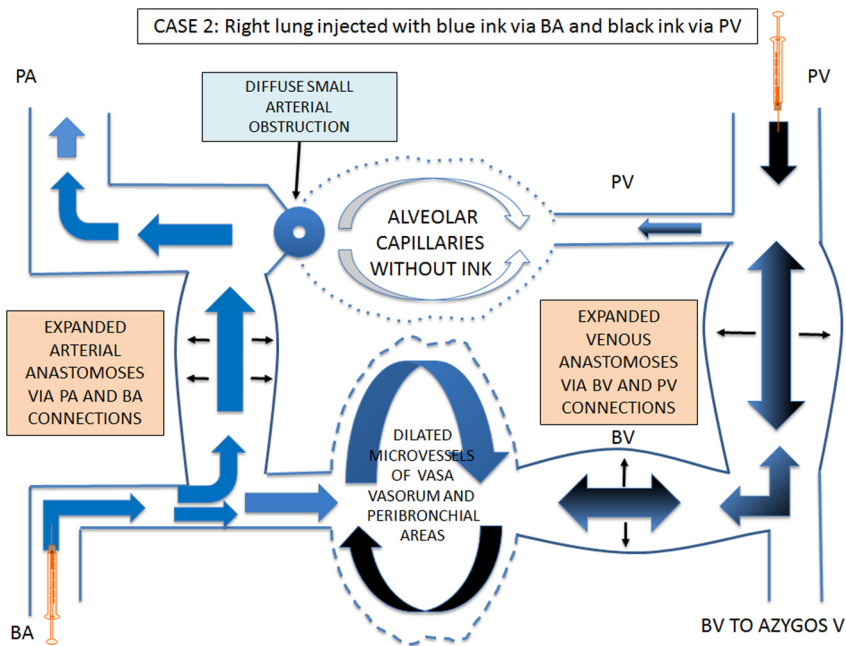 CASE 2: Right lung injected with blue ink via BA and black ink via PV
PA
PV
DIFFUSE SMALL
ARTERIAL
OBSTRUCTION
PV
ALVEOLAR
CAPILLARIES
WITHOUT INK
EXPANDED
ARTERIAL
ANASTOMOSES
VIA PA AND BA
CONNECTIONS
EXPANDED
VENOUS
ANASTOMOSES
VIA BV AND PV
CONNECTIONS
BV
DILATED
MICROVESSELS
OF VASA
VASORUM AND
PERIBRONCHIAL
AREAS
BA
BV TO AZYGOS V